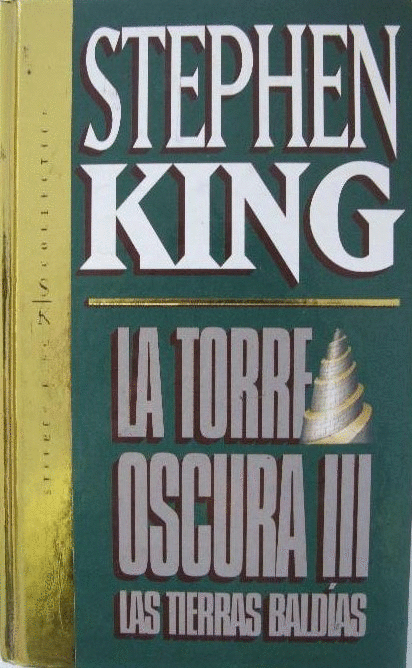 STEPHEN
KING
LA TORRE
OSCURA III
LAS TIERRAS BALDÍAS